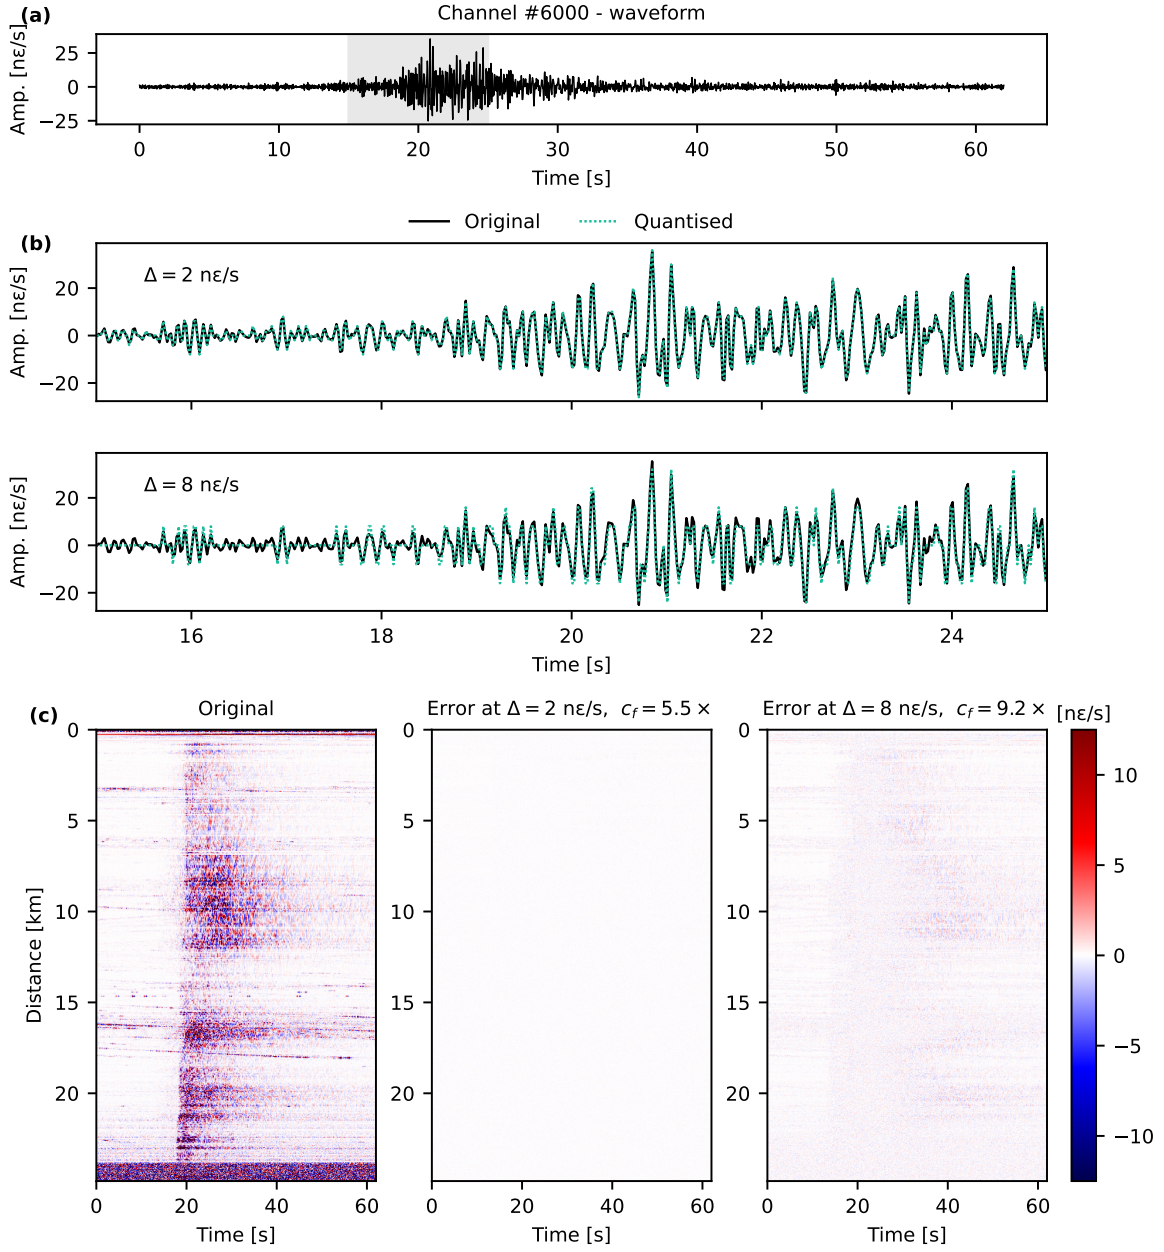 (a)
Channel #6000 - waveform
Amp. [nε/s]
25
0
−25
0 10 20 30 40 50 60
Time [s]
Original Quantised
(b)
Δ = 2 nε/s
Amp. [nε/s]
20
0
−20
Δ = 8 nε/s
Amp. [nε/s]
20
0
−20
16 18 20 22 24
Time [s]
(c)
Original
Error at Δ = 2 nε/s, c_f = 5.5 ×
Error at Δ = 8 nε/s, c_f = 9.2 ×
[nε/s]
Distance [km]
0
5
10
15
20
0 20 40 60
Time [s]
0
5
10
15
20
0 20 40 60
Time [s]
0
5
10
15
20
0 20 40 60
Time [s]
10
5
0
−5
−10